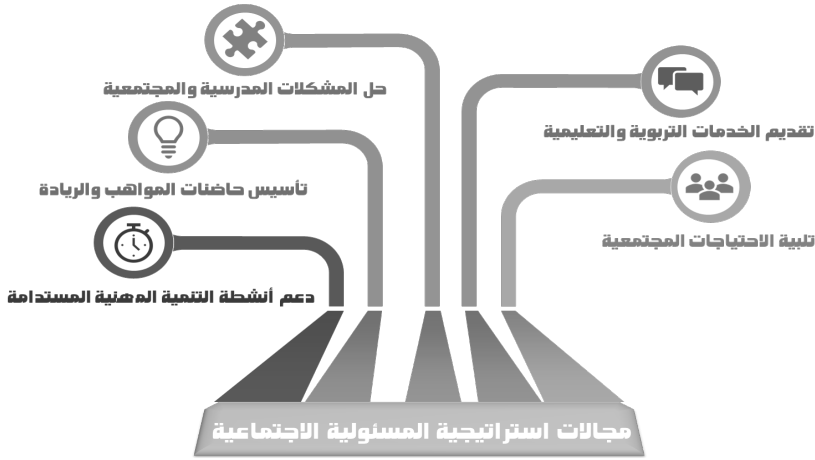 حل المشكلات المدرسية والمجتمعية
تقديم الخدمات التربوية والتعليمية
تأسيس حاضنات المواهب والريادة
تلبية الاحتياجات المجتمعية
دعم أنشطة التنمية المهنية المستدامة
مجالات استراتيجية المسئولية الاجتماعية